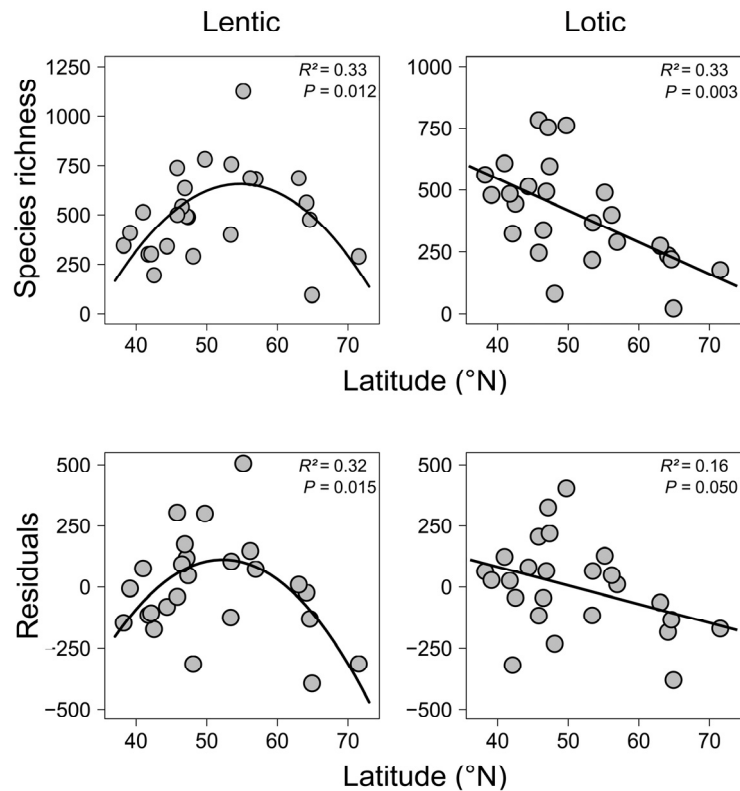 Lentic
Lotic
Species richness
1250
1000
750
500
250
0
R² = 0.33
P = 0.012
40 50 60 70
1000
750
500
250
0
R² = 0.33
P = 0.003
40 50 60 70
Latitude (°N)
Residuals
500
250
0
−250
−500
R² = 0.32
P = 0.015
40 50 60 70
500
250
0
−250
−500
R² = 0.16
P = 0.050
40 50 60 70
Latitude (°N)